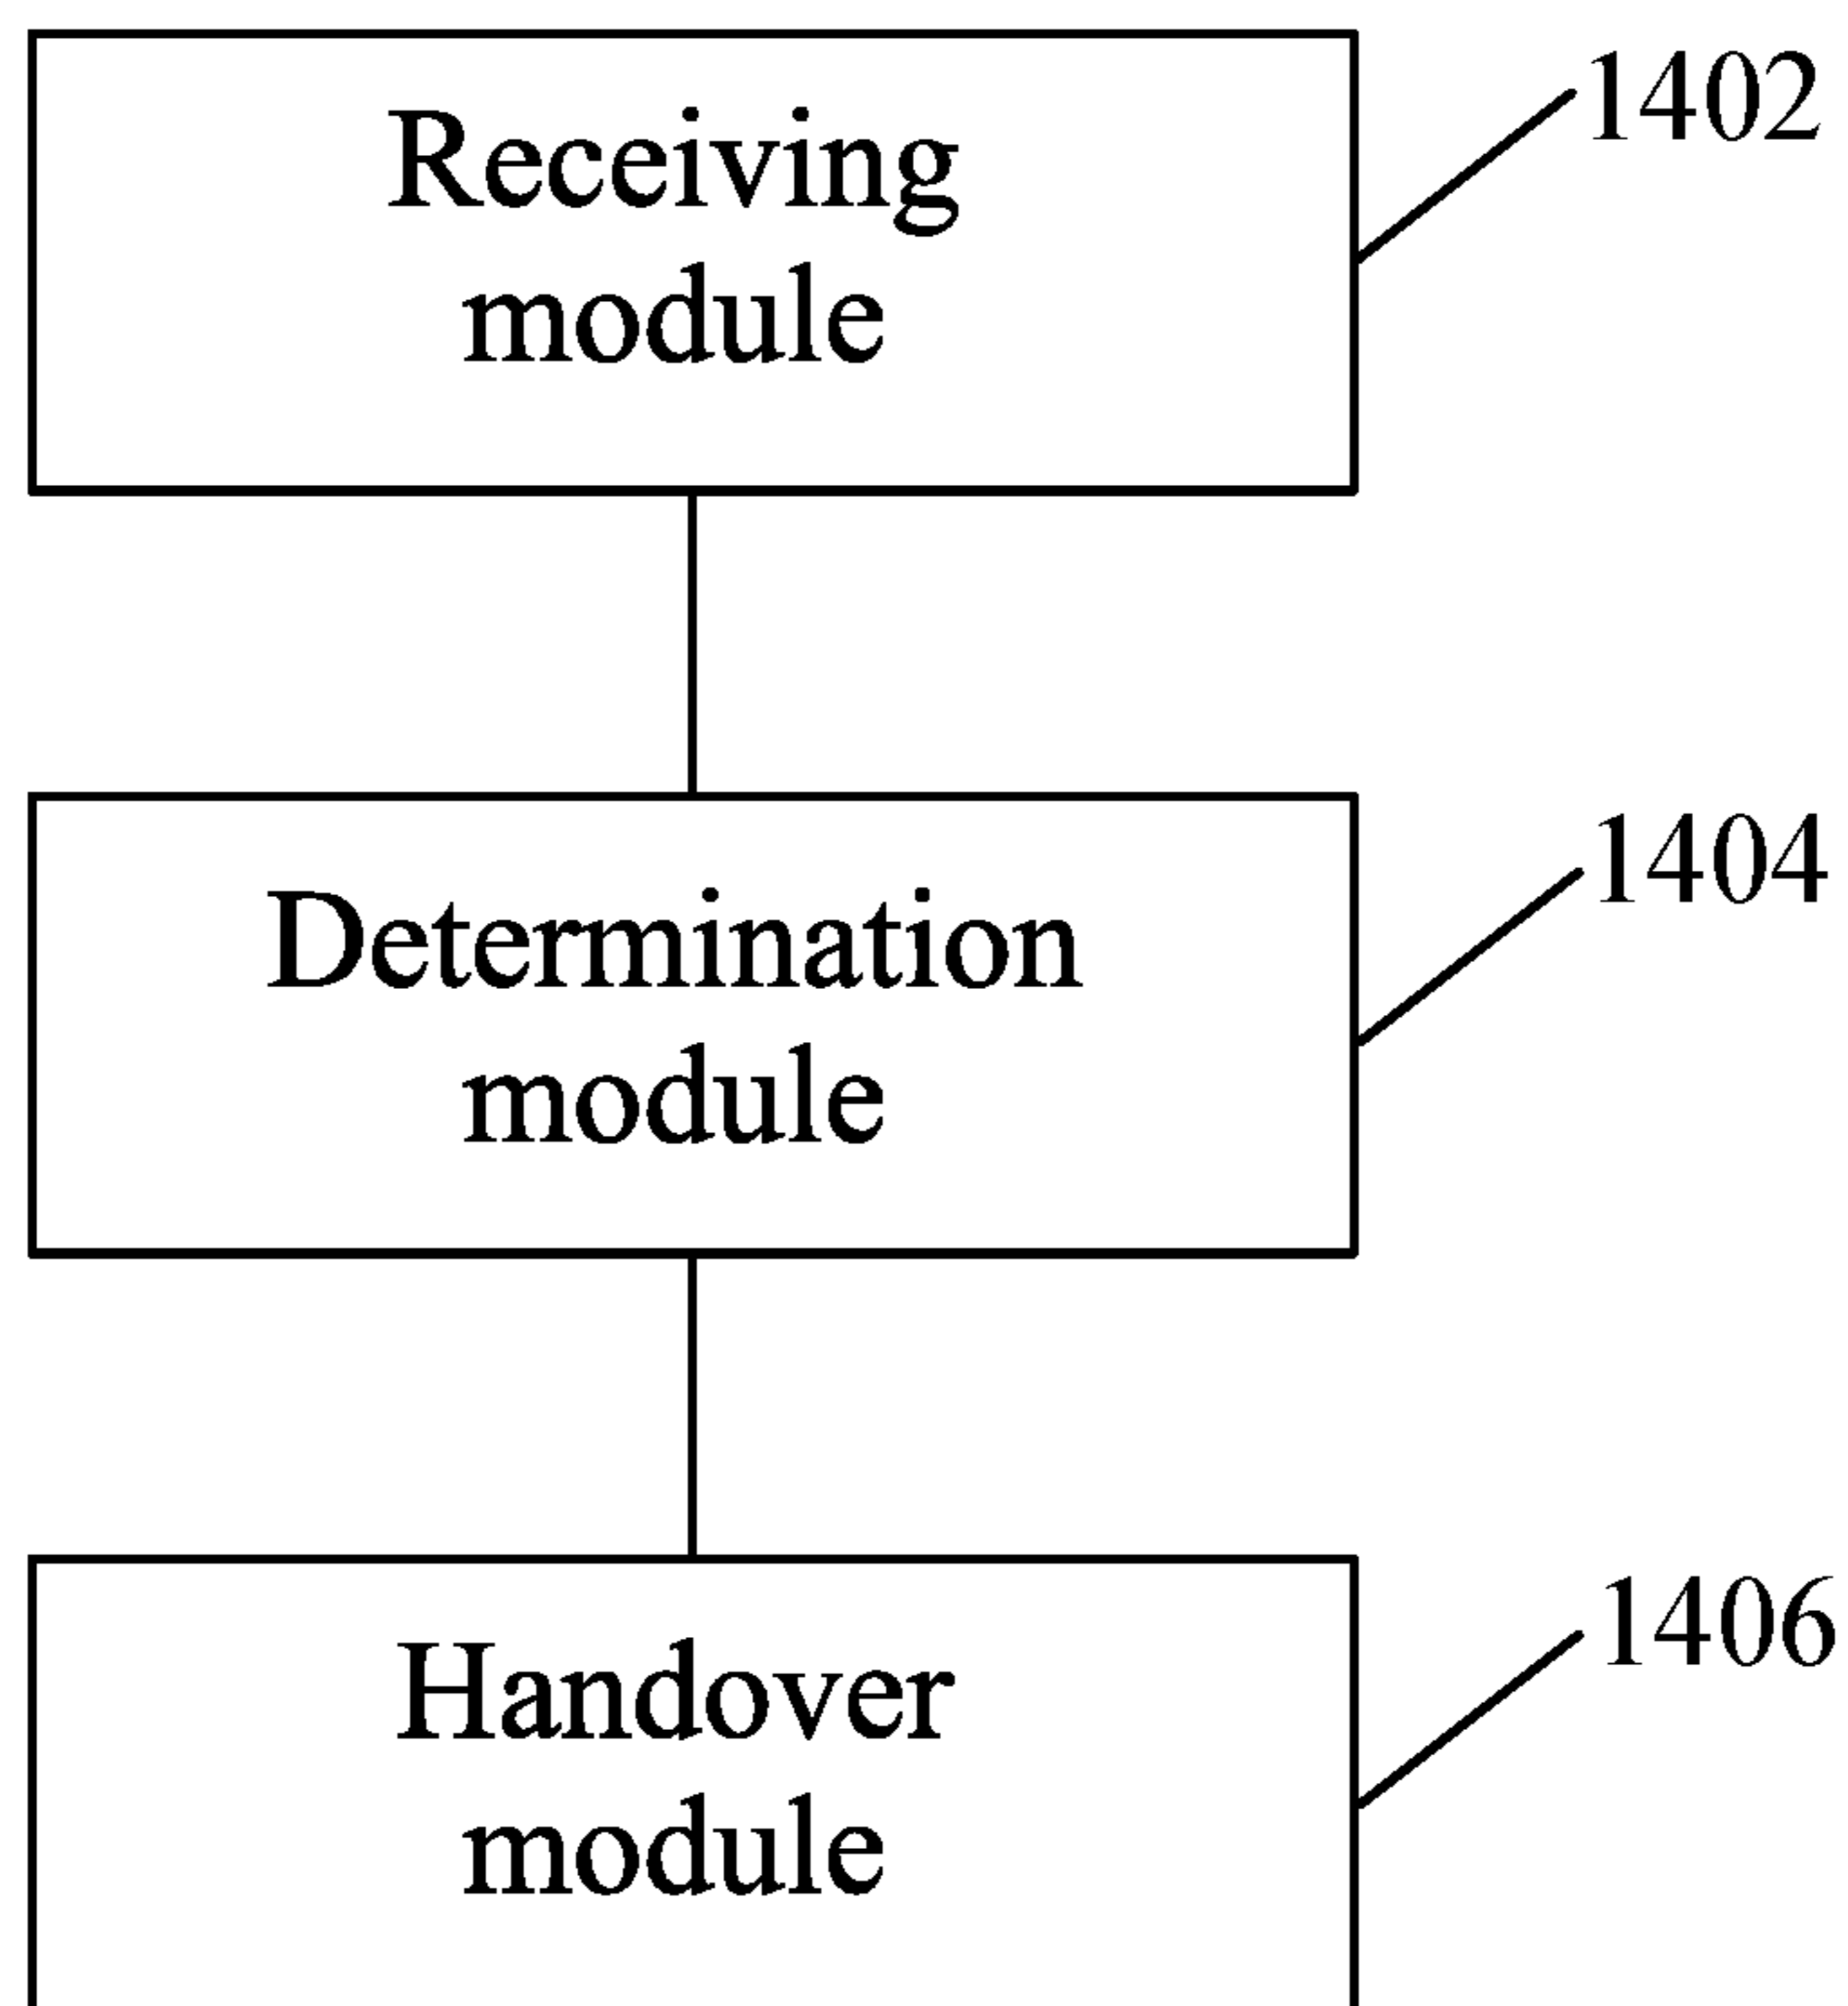 Receiving
module
1402
Determination
module
1404
Handover
module
1406